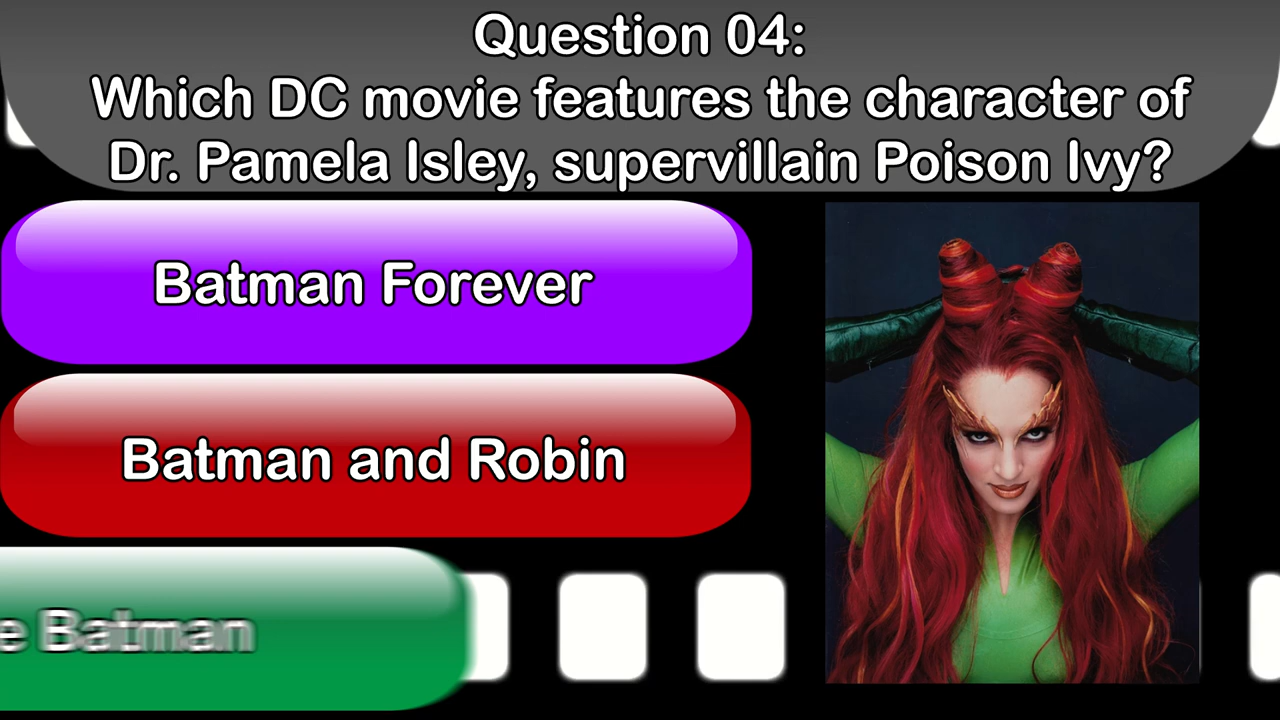 Question 04:
Which DC movie features the character of
Dr. Pamela Isley, supervillain Poison Ivy?
Batman Forever
Batman and Robin
e Batman